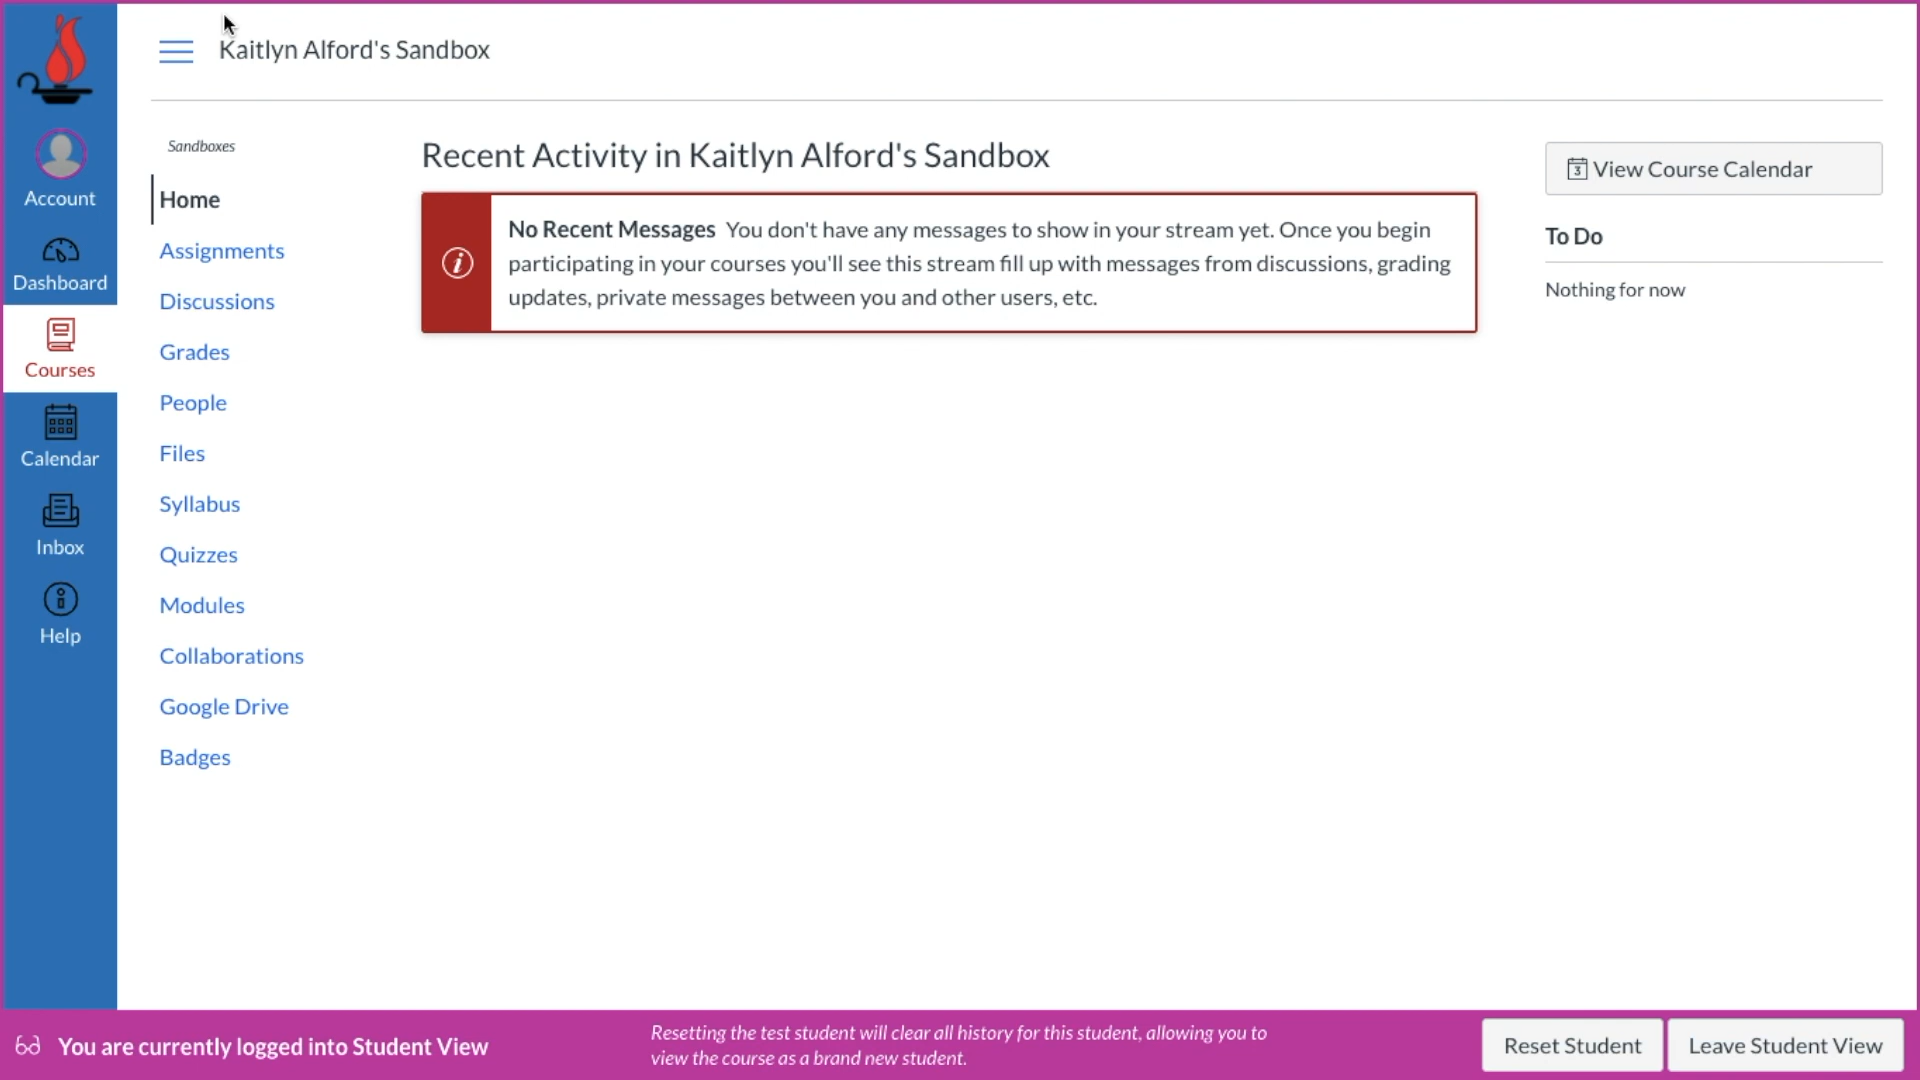 Kaitlyn Alford's Sandbox
Account
Dashboard
Courses
Calendar
Inbox
Help
Sandboxes
Home
Assignments
Discussions
Grades
People
Files
Syllabus
Quizzes
Modules
Collaborations
Google Drive
Badges
Recent Activity in Kaitlyn Alford's Sandbox
No Recent Messages You don't have any messages to show in your stream yet. Once you begin
participating in your courses you'll see this stream fill up with messages from discussions, grading
updates, private messages between you and other users, etc.
3 View Course Calendar
To Do
Nothing for now
You are currently logged into Student View
Resetting the test student will clear all history for this student, allowing you to
view the course as a brand new student.
Reset Student
Leave Student View